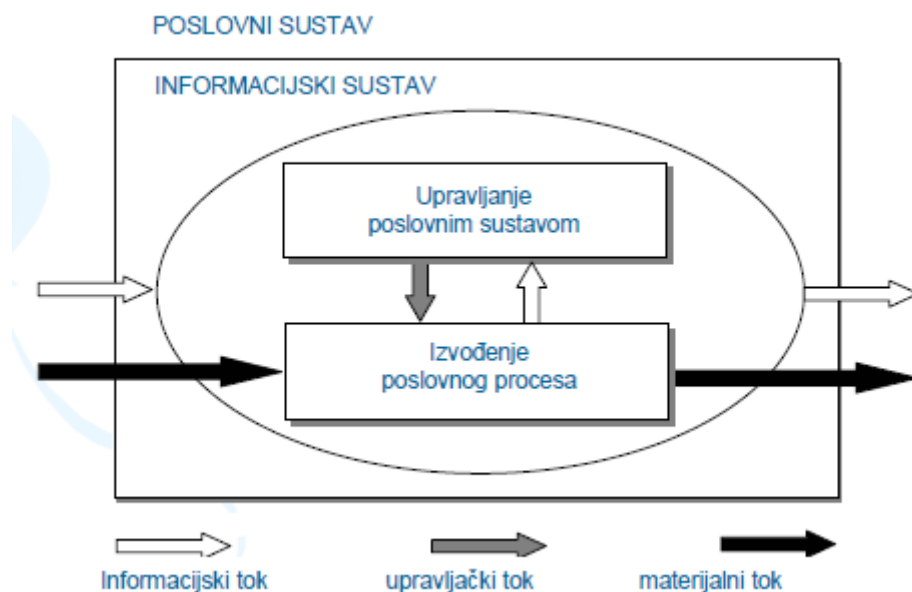 POSLOVNI SUSTAV
INFORMACIJSKI SUSTAV
Upravljanje
poslovnim sustavom
Izvođenje
poslovnog procesa
Informacijski tok
upravljački tok
materijalni tok